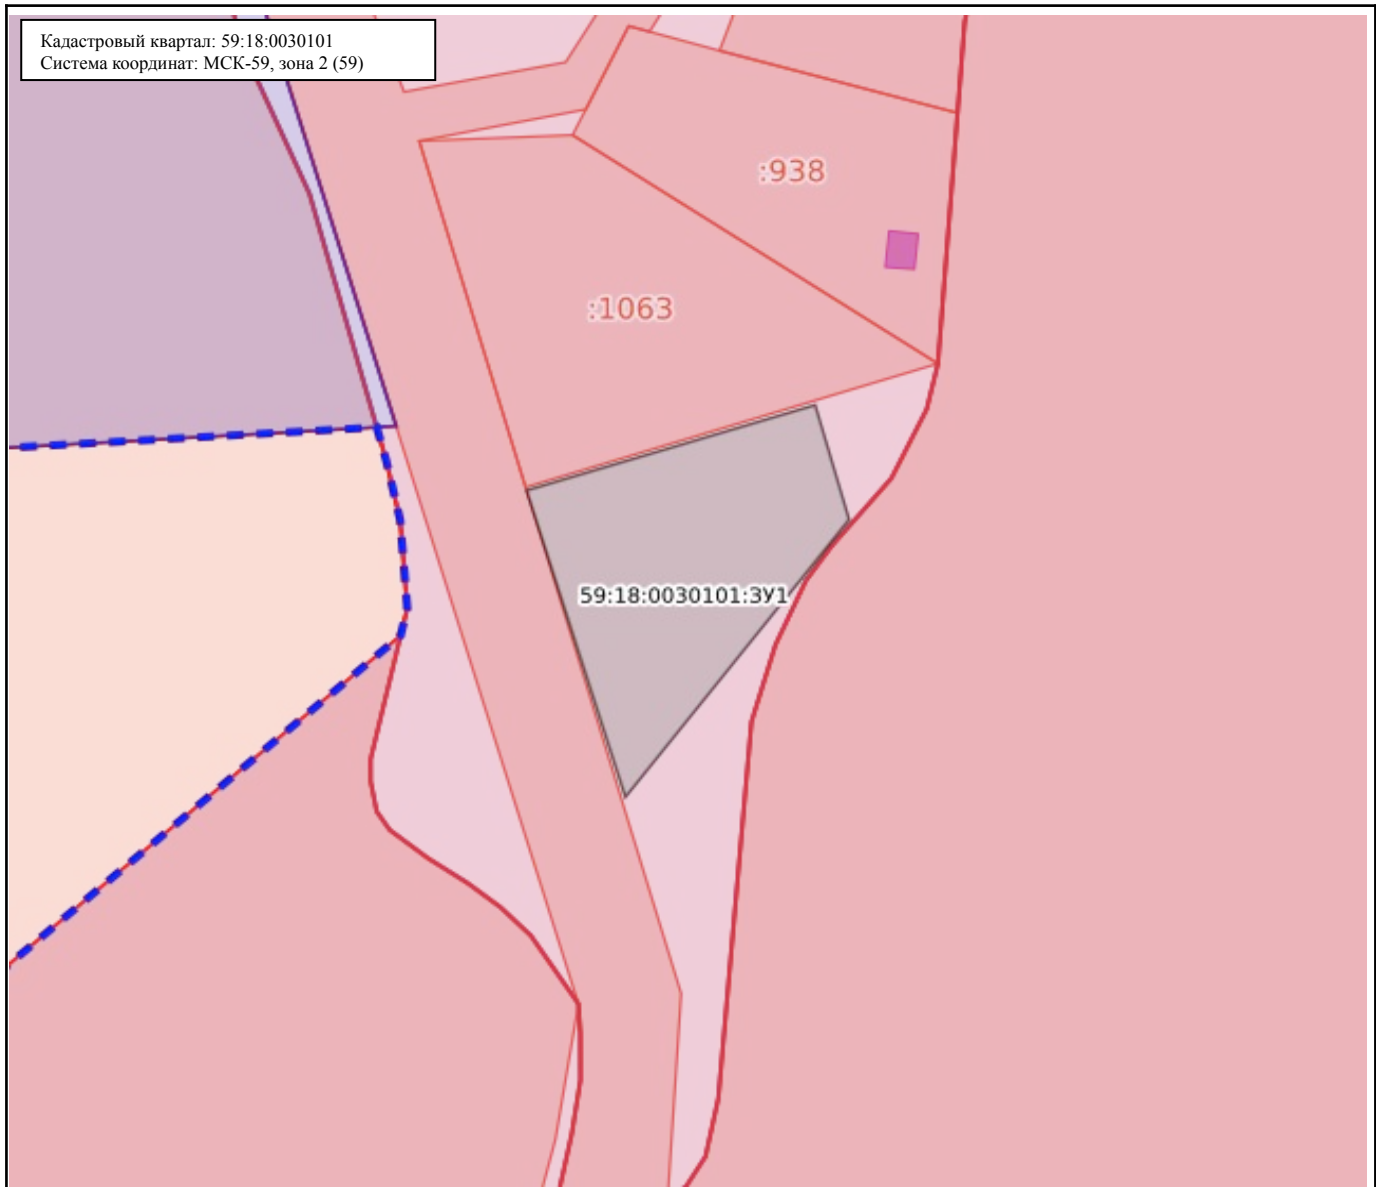 Кадастровый квартал: 59:18:0030101
Система координат: МСК-59, зона 2 (59)
:938
:1063
59:18:0030101:ЗУ1